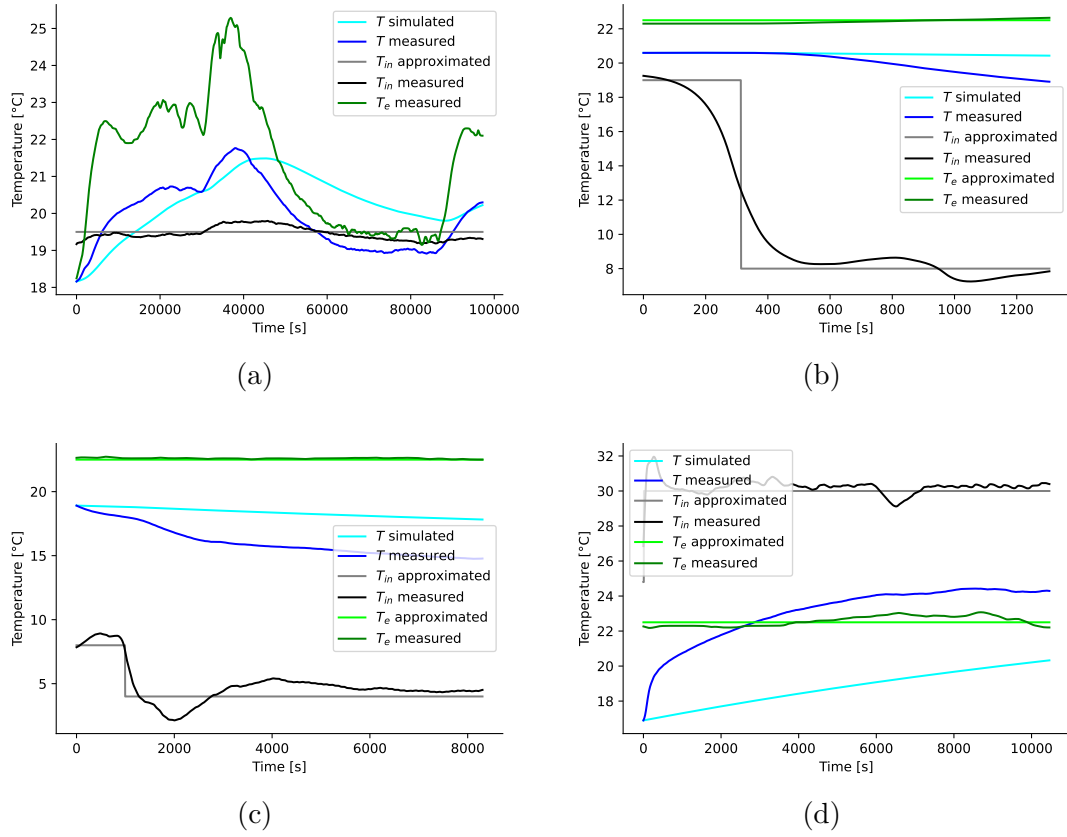 25
24
23
22
21
20
19
18
Temperature [°C]
T simulated
T measured
T_in approximated
T_in measured
T_e measured
0
20000
40000
60000
80000
100000
Time [s]
(a)
22
20
18
16
14
12
10
8
Temperature [°C]
T simulated
T measured
T_in approximated
T_in measured
T_e approximated
T_e measured
0
200
400
600
800
1000
1200
Time [s]
(b)
20
15
10
5
Temperature [°C]
T simulated
T measured
T_in approximated
T_in measured
T_e approximated
T_e measured
0
2000
4000
6000
8000
Time [s]
(c)
32
30
28
26
24
22
20
18
Temperature [°C]
T simulated
T measured
T_in approximated
T_in measured
T_e approximated
T_e measured
0
2000
4000
6000
8000
10000
Time [s]
(d)